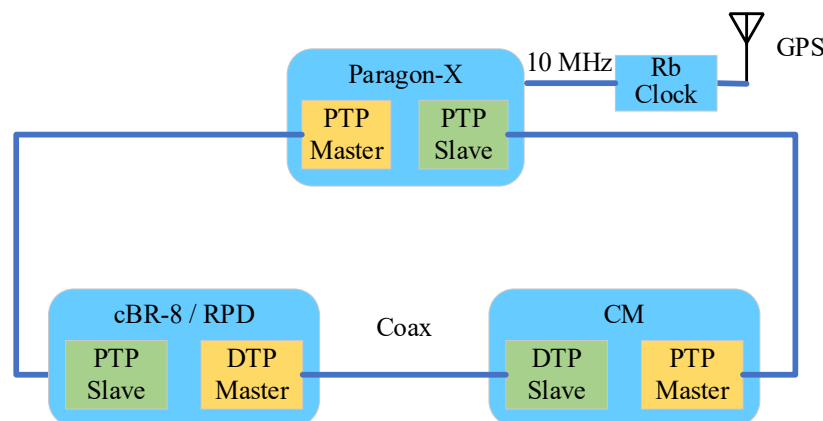 GPS
10 MHz
Rb
Clock
Paragon-X
PTP
Master
PTP
Slave
cBR-8 / RPD
PTP
Slave
DTP
Master
Coax
CM
DTP
Slave
PTP
Master